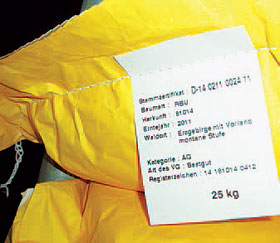 Stammzertifikat : D-14 0211 0024 11
Baumart : RBU
Herkunft : 81014
Erntejahr : 2011
Waldort : Erzgebirge mit Vorland
montane Stufe
Kategorie : AG
Art des VG : Saatgut
Registerzeichen : 14 181014 0412
25 kg